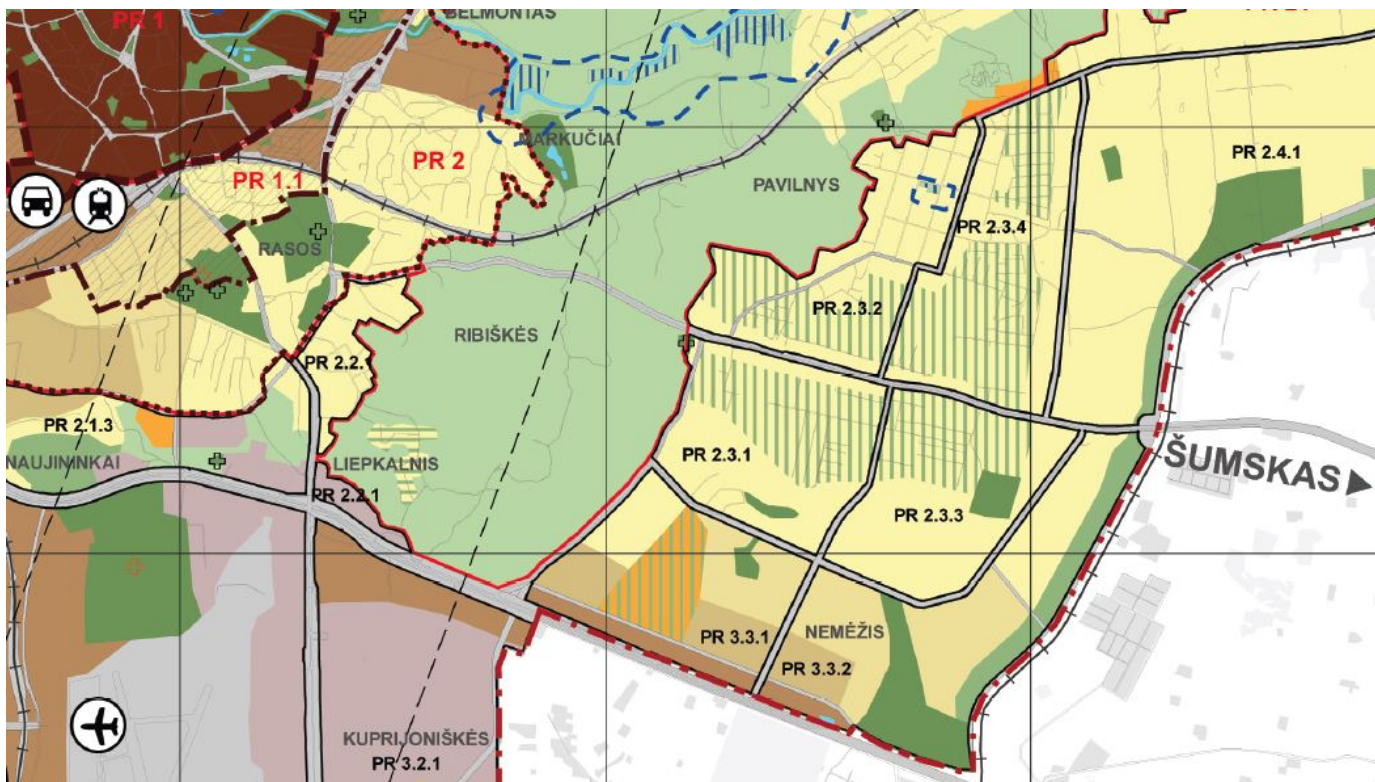 BELMONTAS
PR 1
MARKUČIAI
PR 2
PR 1.1
PAVILNYS
PR 2.4.1
PR 2.3.4
RASOS
PR 2.3.2
RIBIŠKĖS
PR 2.2.1
PR 2.1.3
NAUJININKAI
LIEPKALNIS
PR 2.3.1
ŠUMSKAS
PR 2.2.1
PR 2.3.3
PR 3.3.1
NEMĖŽIS
PR 3.3.2
KUPRIJONIŠKĖS
PR 3.2.1